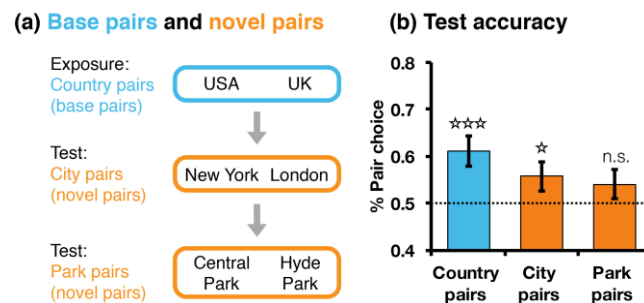 (a) Base pairs and novel pairs
Exposure:
Country pairs
(base pairs)
USA UK
Test:
City pairs
(novel pairs)
New York London
Test:
Park pairs
(novel pairs)
Central Hyde
Park Park
(b) Test accuracy
% Pair choice
0.8
0.7
0.6
0.5
0.4
☆☆☆
☆
n.s.
Country City Park
pairs pairs pairs